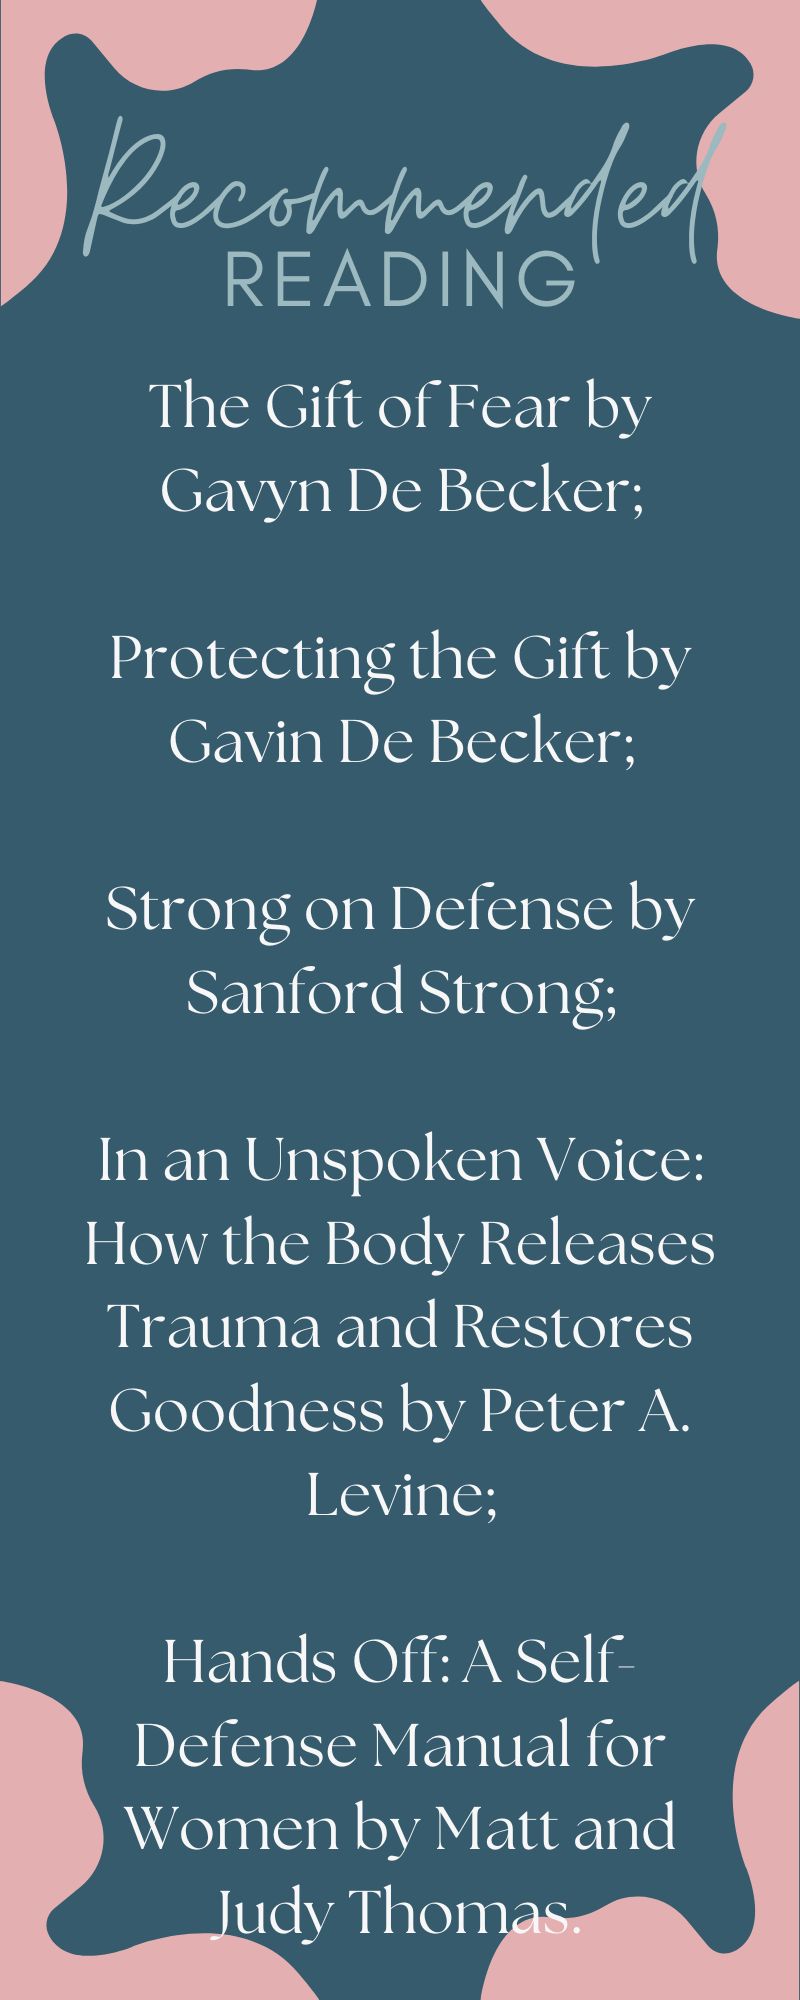 Recommended
READING
The Gift of Fear by
Gavyn De Becker;
Protecting the Gift by
Gavin De Becker;
Strong on Defense by
Sanford Strong;
In an Unspoken Voice:
How the Body Releases
Trauma and Restores
Goodness by Peter A.
Levine;
Hands Off: A Self-
Defense Manual for
Women by Matt and
Judy Thomas.